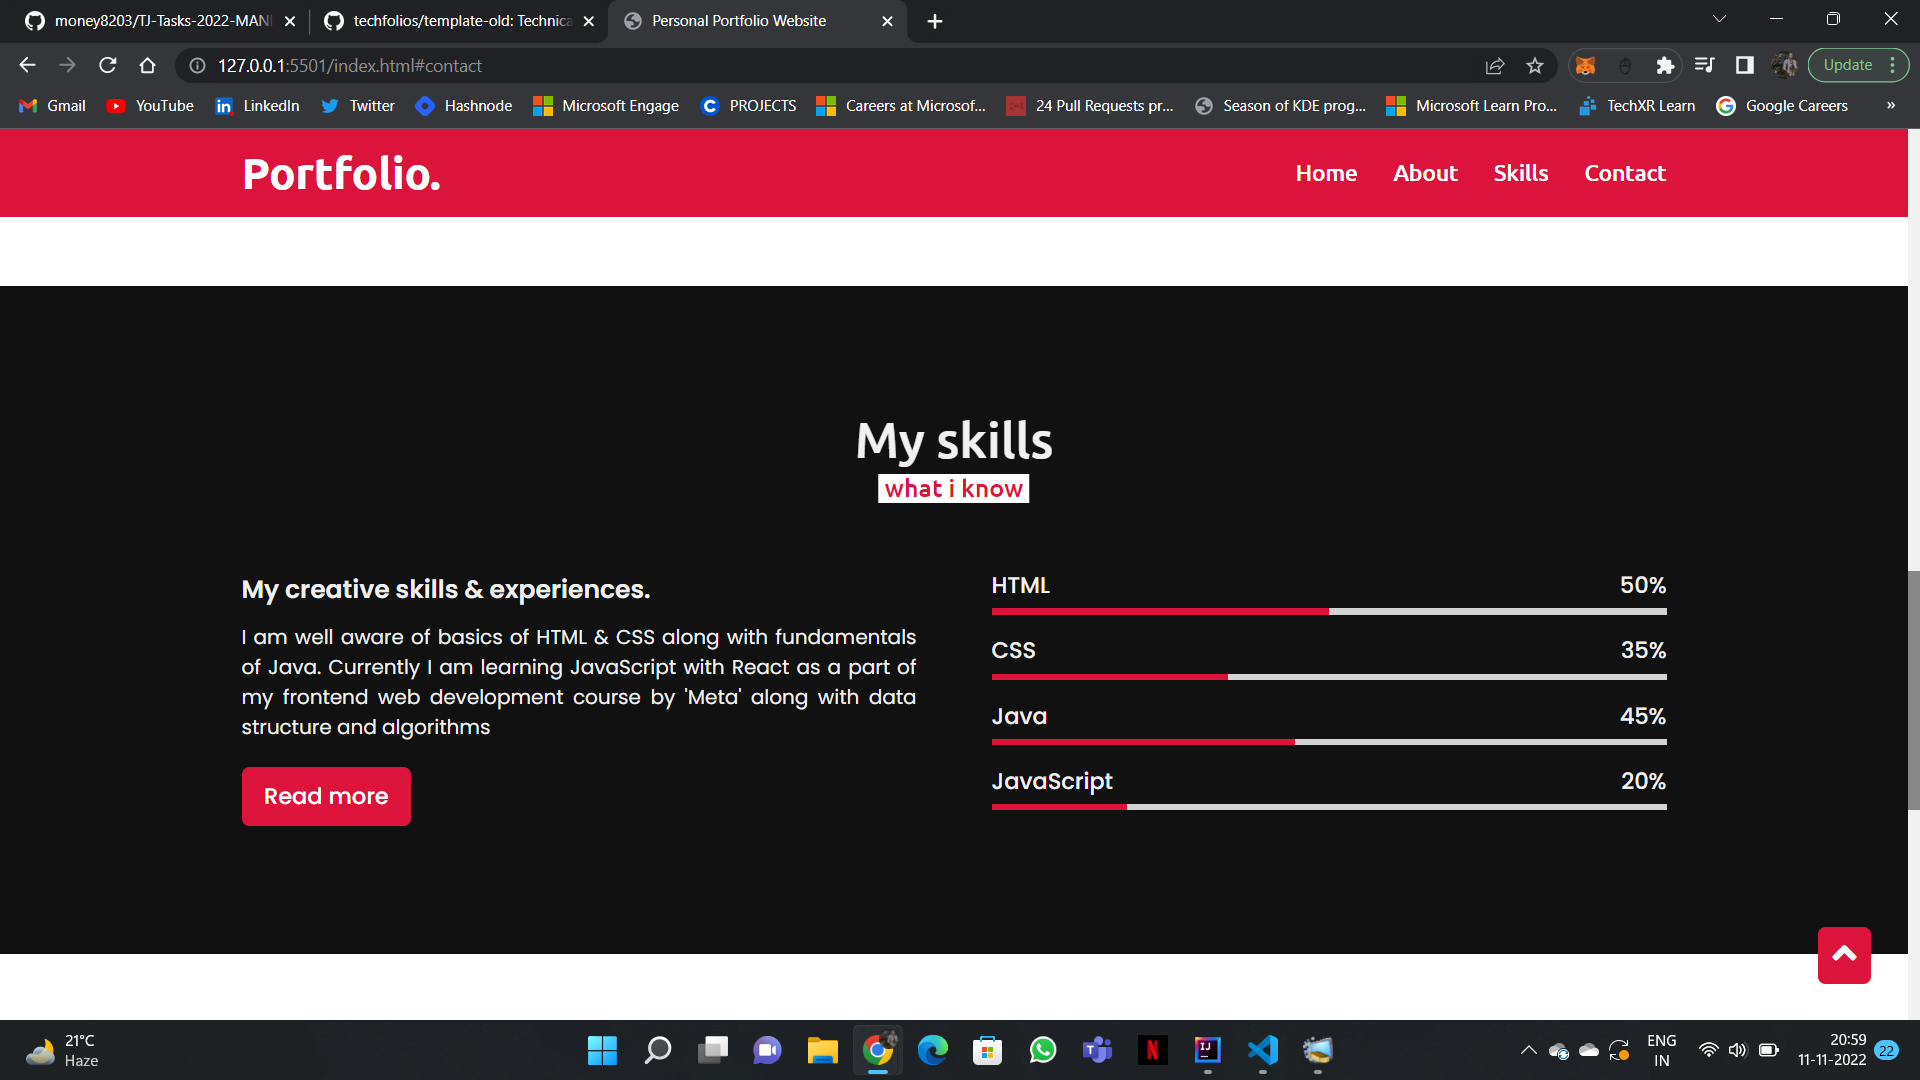 money8203/TJ-Tasks-2022-MANI
techfolios/template-old: Technica
Personal Portfolio Website
127.0.0.1:5501/index.html#contact
Update
Gmail
YouTube
LinkedIn
Twitter
Hashnode
Microsoft Engage
PROJECTS
Careers at Microsof...
24 Pull Requests pr...
Season of KDE prog...
Microsoft Learn Pro...
TechXR Learn
Google Careers
»
Portfolio.
Home
About
Skills
Contact
My skills
what i know
My creative skills & experiences.
I am well aware of basics of HTML & CSS along with fundamentals
of Java. Currently I am learning JavaScript with React as a part of
my frontend web development course by 'Meta' along with data
structure and algorithms
Read more
HTML 50%
CSS 35%
Java 45%
JavaScript 20%
21°C
Haze
ENG
IN
20:59
11-11-2022
22